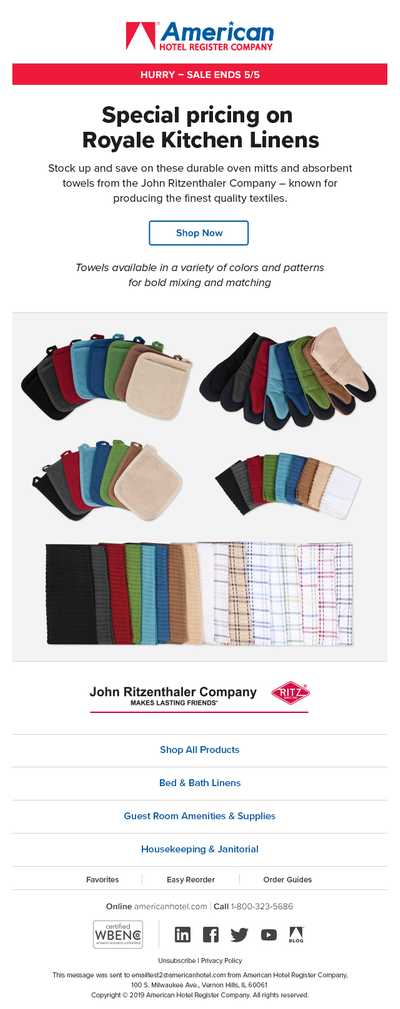 American
HOTEL REGISTER COMPANY
HURRY – SALE ENDS 5/5
Special pricing on
Royale Kitchen Linens
Stock up and save on these durable oven mitts and absorbent
towels from the John Ritzenthaler Company – known for
producing the finest quality textiles.
Shop Now
Towels available in a variety of colors and patterns
for bold mixing and matching
John Ritzenthaler Company
MAKES LASTING FRIENDS
RITZ
Shop All Products
Bed & Bath Linens
Guest Room Amenities & Supplies
Housekeeping & Janitorial
Favorites | Easy Reorder | Order Guides
Online americanhotel.com | Call 1-800-323-5686
certified
WBENC
BLOG
Unsubscribe | Privacy Policy
This message was sent to emailtest2@americanhotel.com from American Hotel Register Company,
100 S. Milwaukee Ave., Vernon Hills, IL 60061
Copyright © 2019 American Hotel Register Company. All rights reserved.